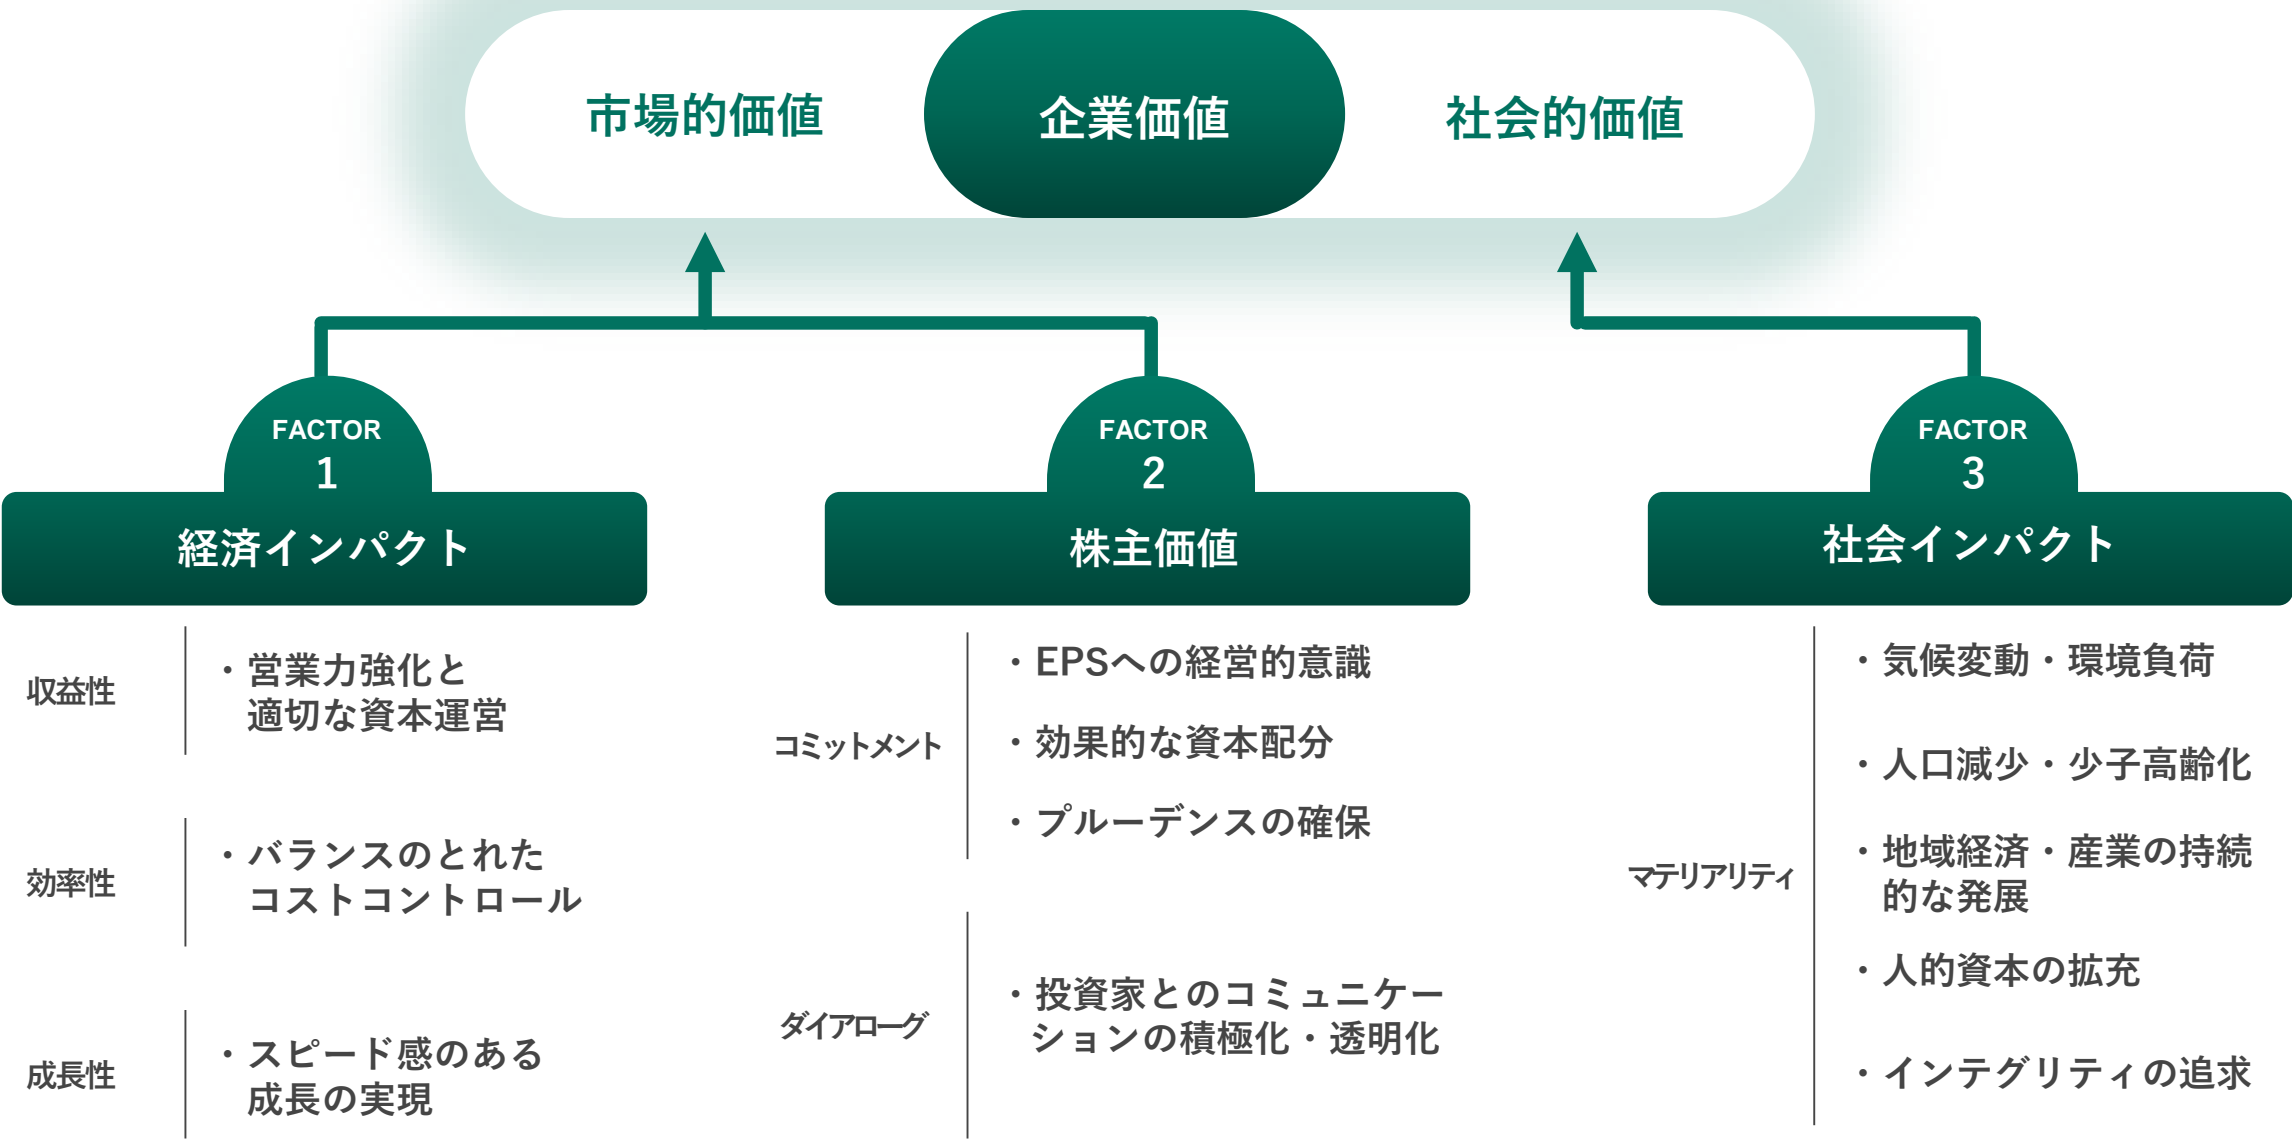 市場的価値
企業価値
社会的価値
FACTOR
1
経済インパクト
収益性
・営業力強化と
適切な資本運営
効率性
・バランスのとれた
コストコントロール
成長性
・スピード感のある
成長の実現
FACTOR
2
株主価値
コミットメント
・EPSへの経営的意識
・効果的な資本配分
・プルーデンスの確保
ダイアローグ
・投資家とのコミュニケー
ションの積極化・透明化
FACTOR
3
社会インパクト
マテリアリティ
・気候変動・環境負荷
・人口減少・少子高齢化
・地域経済・産業の持続
的な発展
・人的資本の拡充
・インテグリティの追求